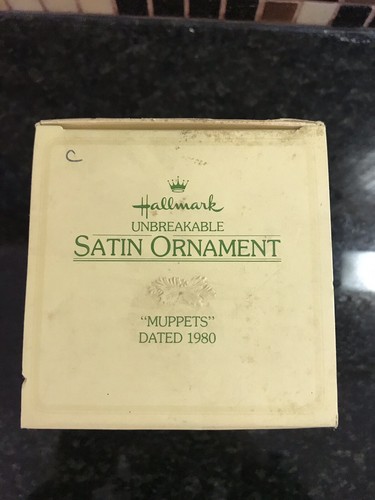 C
Hallmark
UNBREAKABLE
SATIN ORNAMENT
“MUPPETS”
DATED 1980